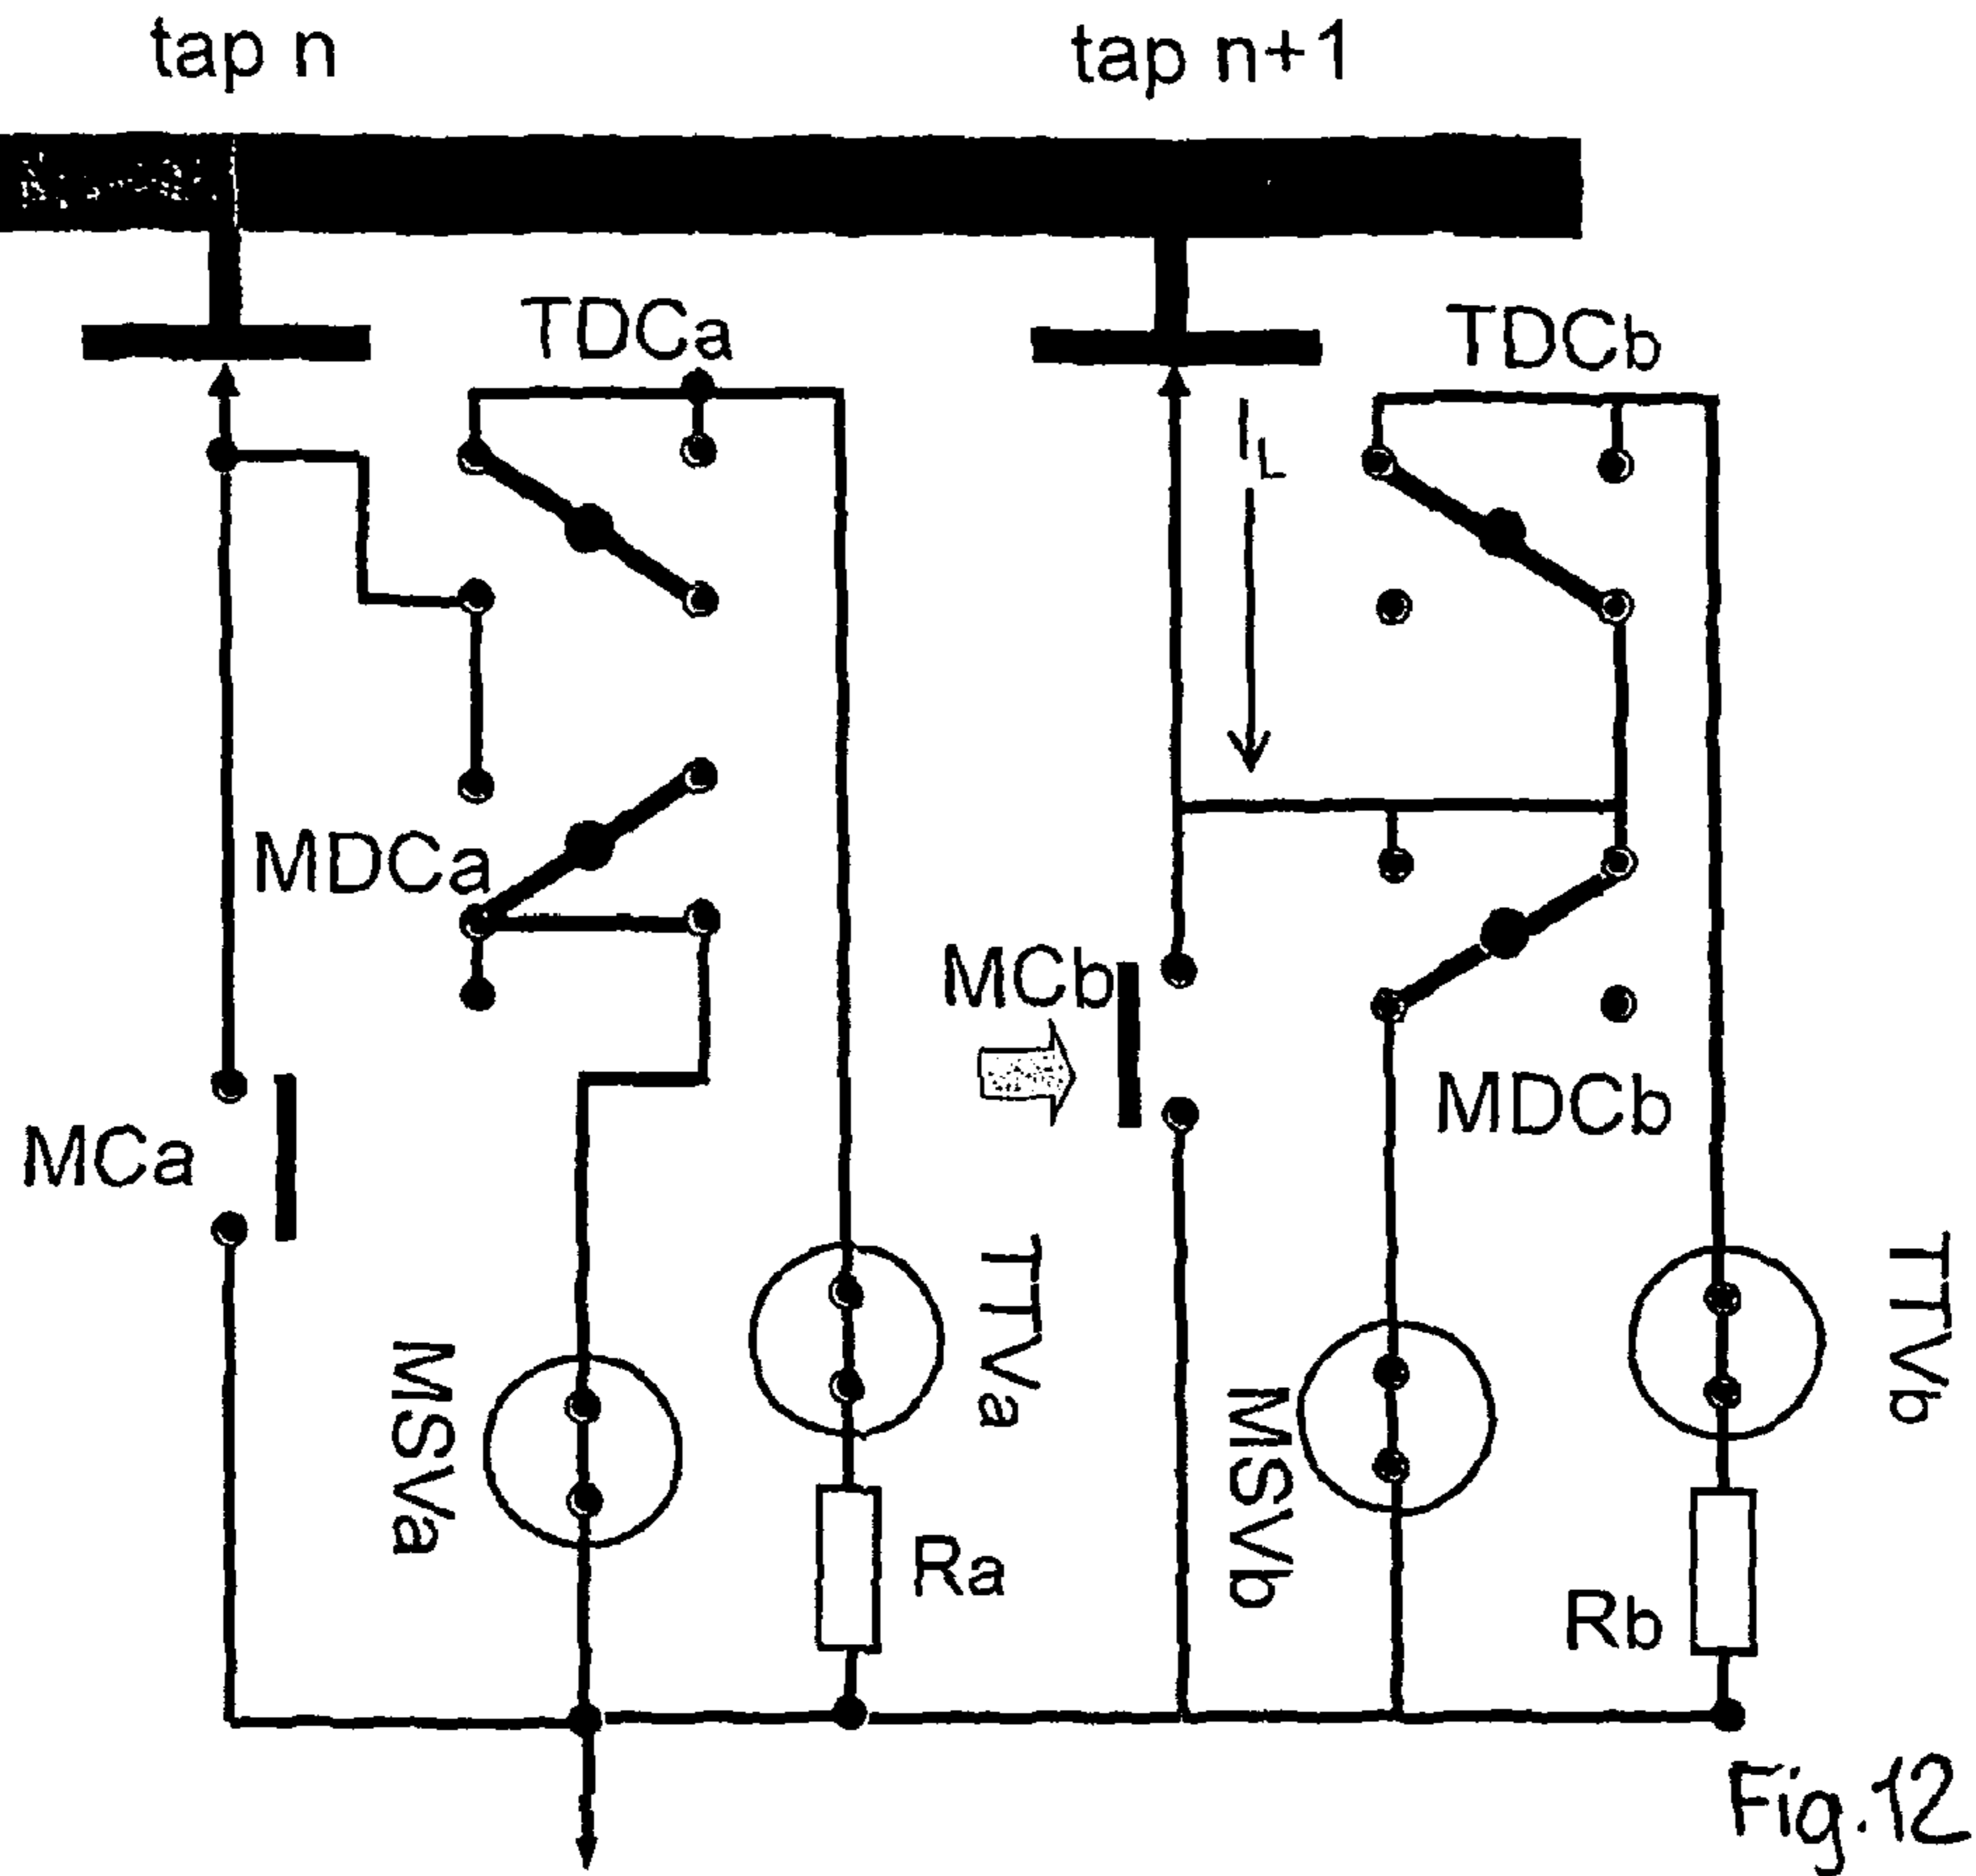 tap n
tap n+1
TDCa
TDCb
I_L
MDCa
MCb
MDCb
MCa
TTVa
TTVb
MSVa
MSVb
Ra
Rb
Fig.12